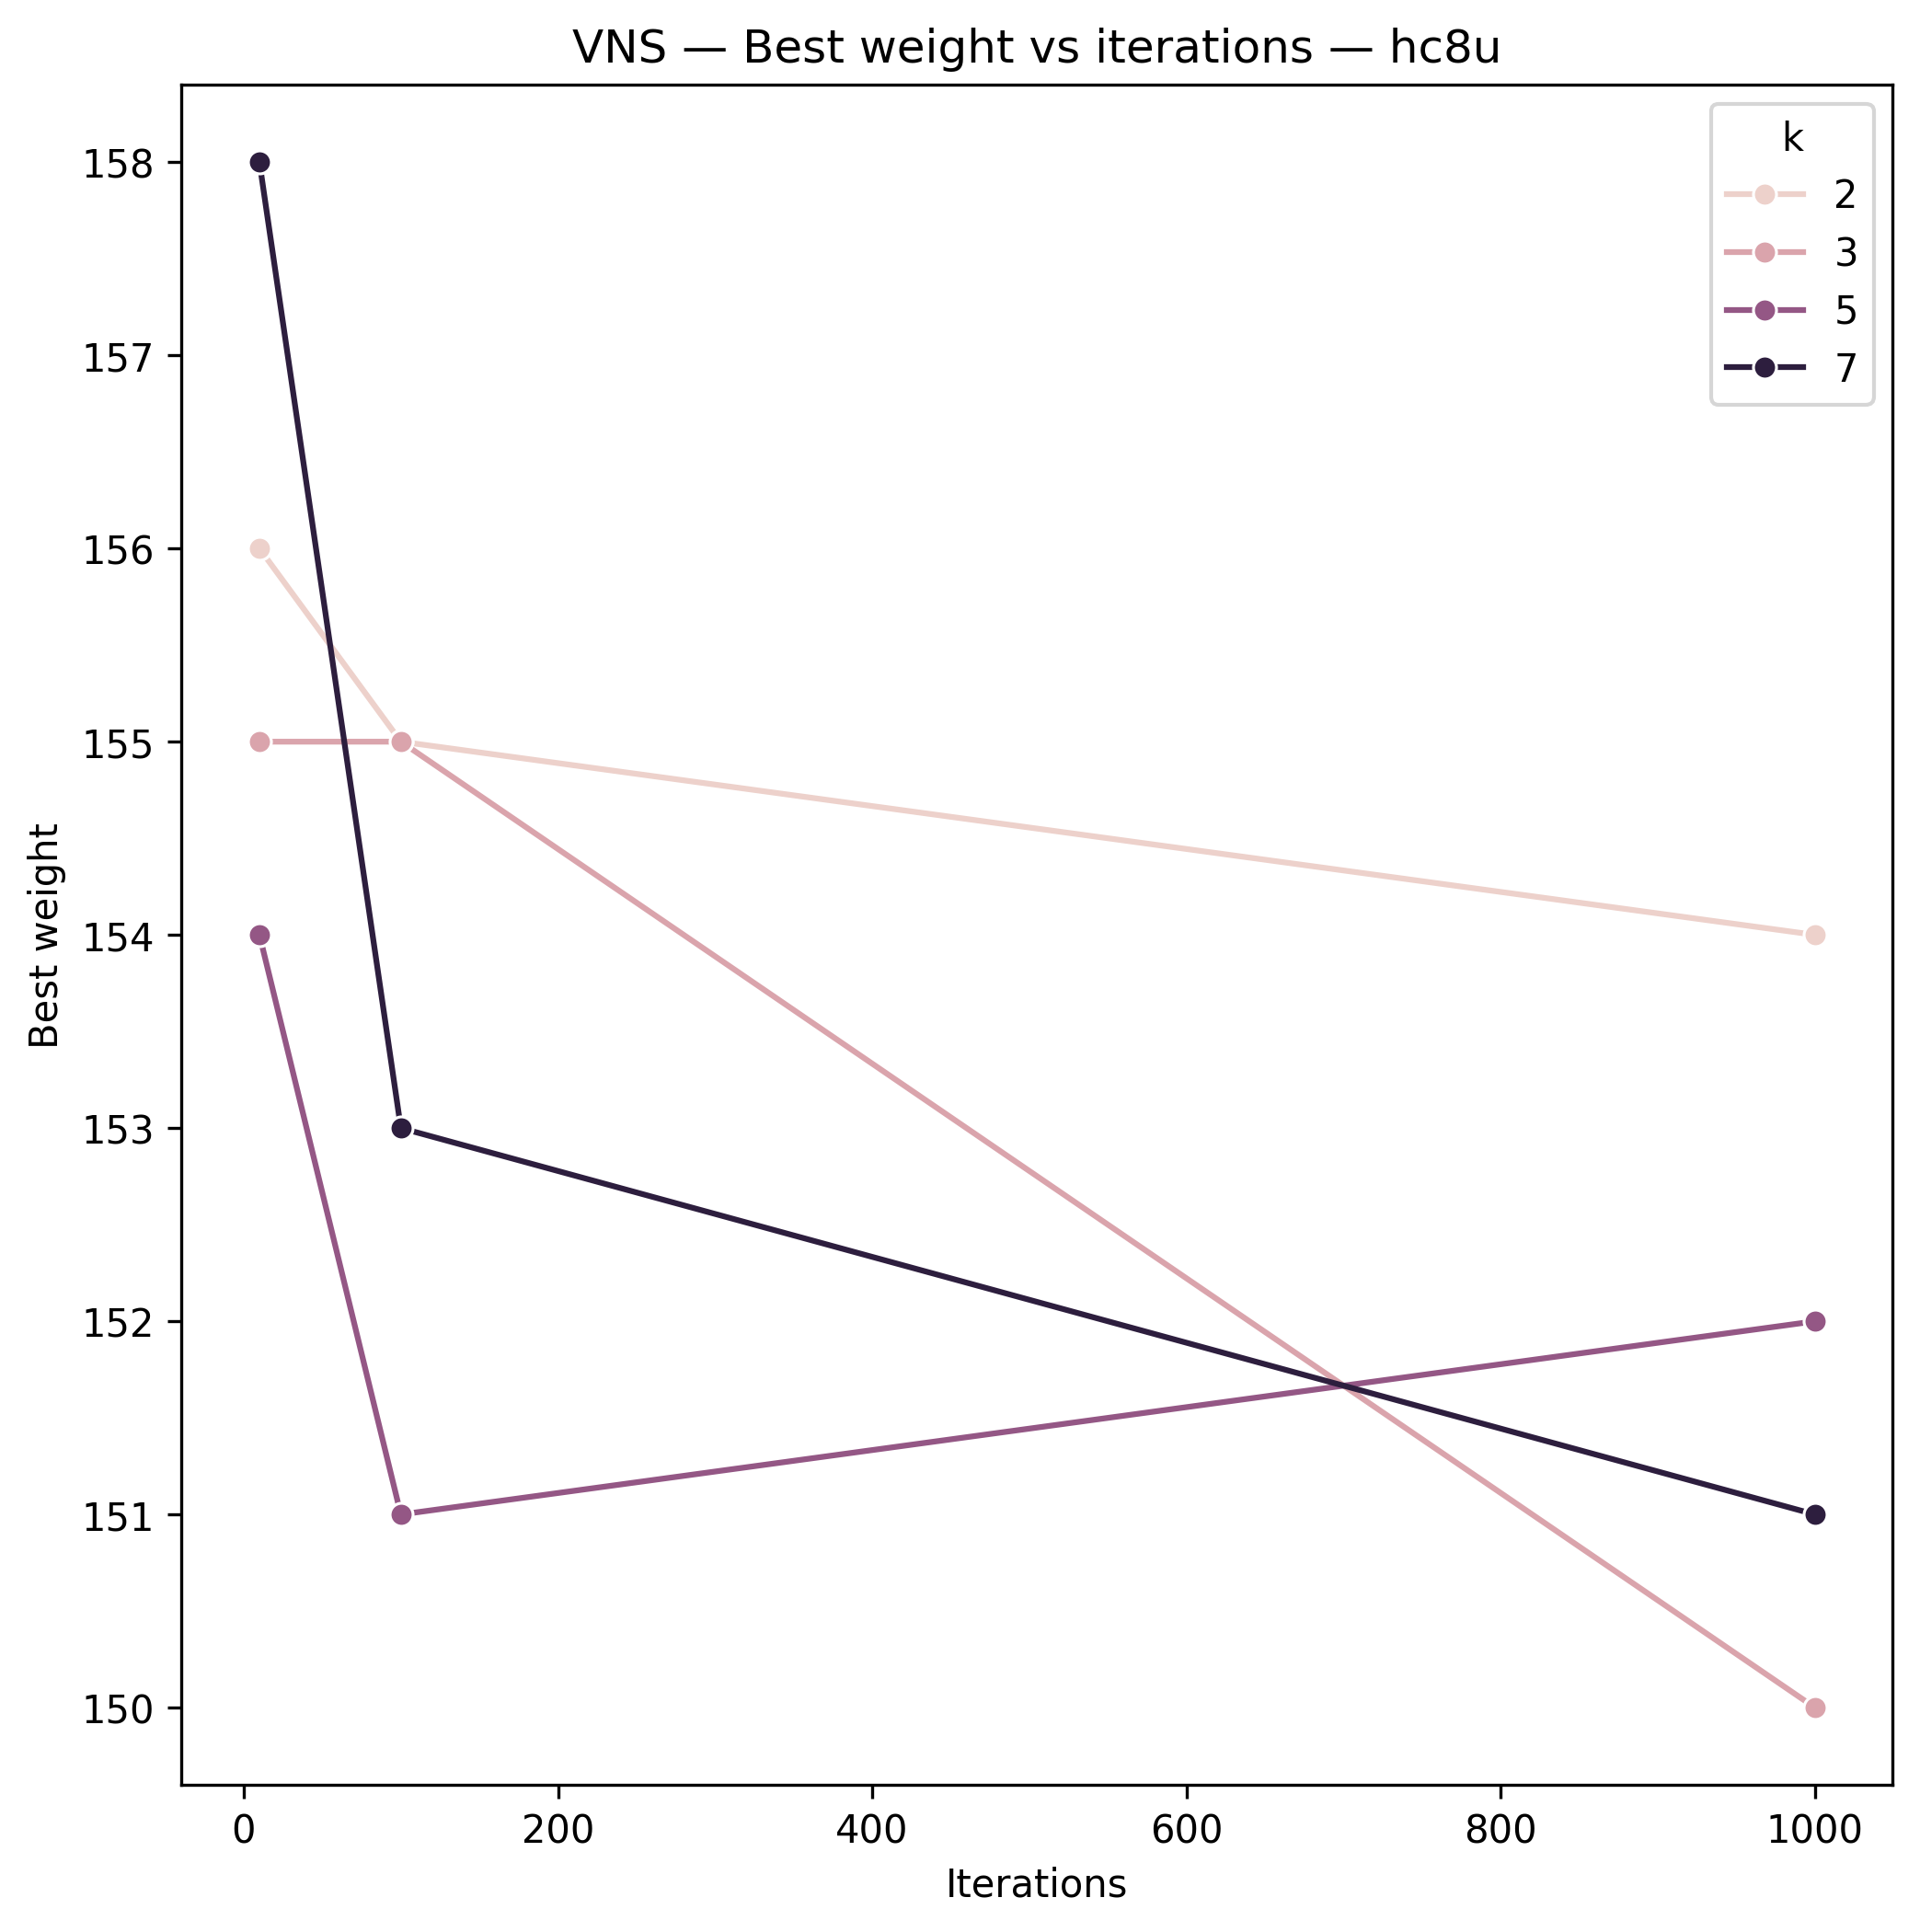 VNS — Best weight vs iterations — hc8u
k
2
3
5
7
158
157
156
155
154
153
152
151
150
Best weight
0 200 400 600 800 1000
Iterations